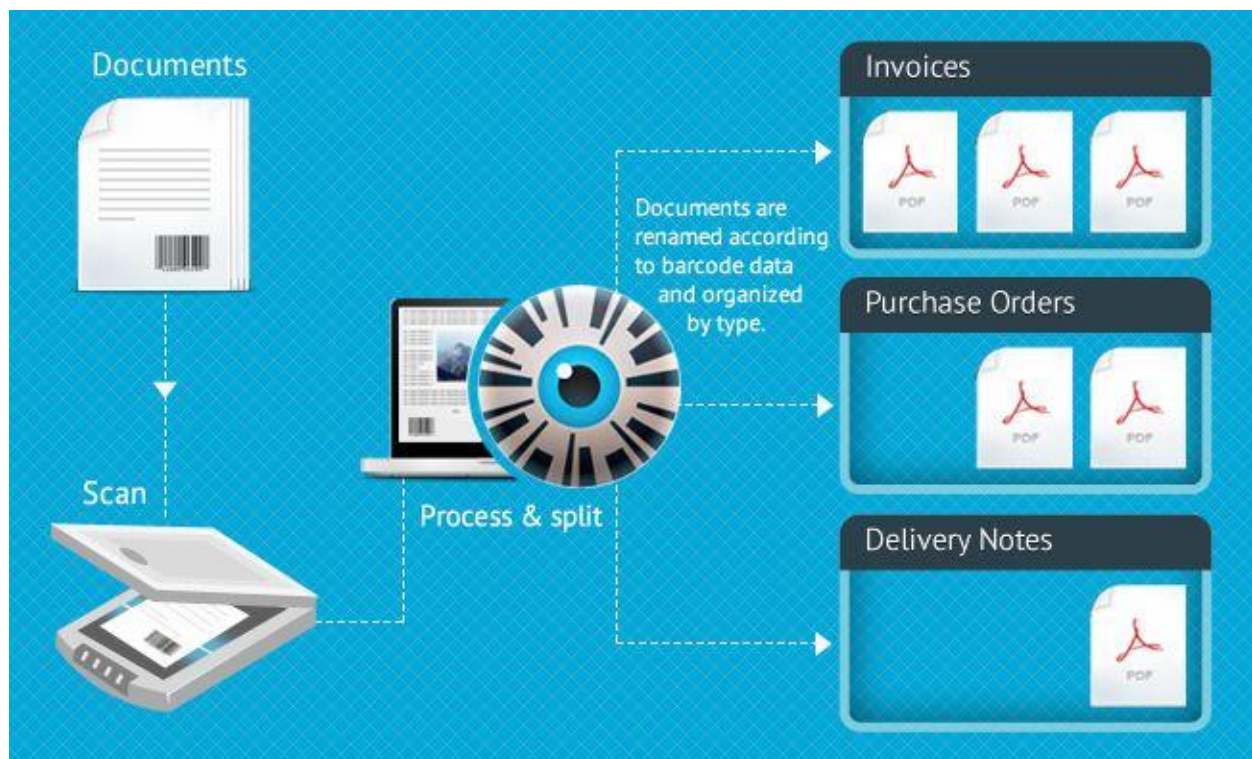 Documents
Scan
Process & split
Documents are
renamed according
to barcode data
and organized
by type.
Invoices
PDF
PDF
PDF
Purchase Orders
PDF
PDF
Delivery Notes
PDF